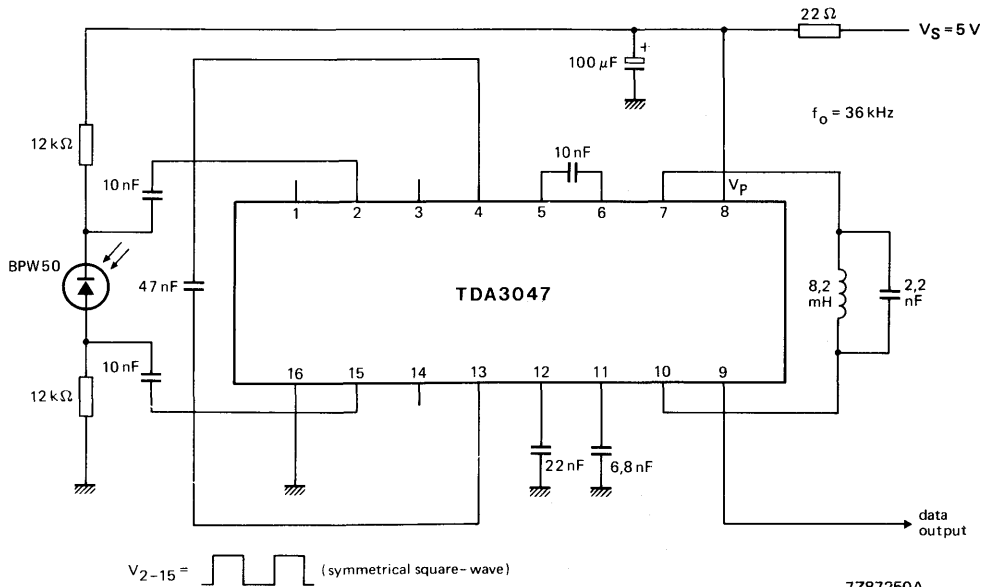 22 Ω
V_S = 5 V
+
100 µF
f_o = 36 kHz
12 kΩ
10 nF
10 nF
V_P
1 2 3 4 5 6 7 8
BPW50
47 nF
TDA3047
8,2 mH
2,2 nF
10 nF
16 15 14 13 12 11 10 9
12 kΩ
22 nF
6,8 nF
data
output
V_2–15 = (symmetrical square-wave)
7Z87250A